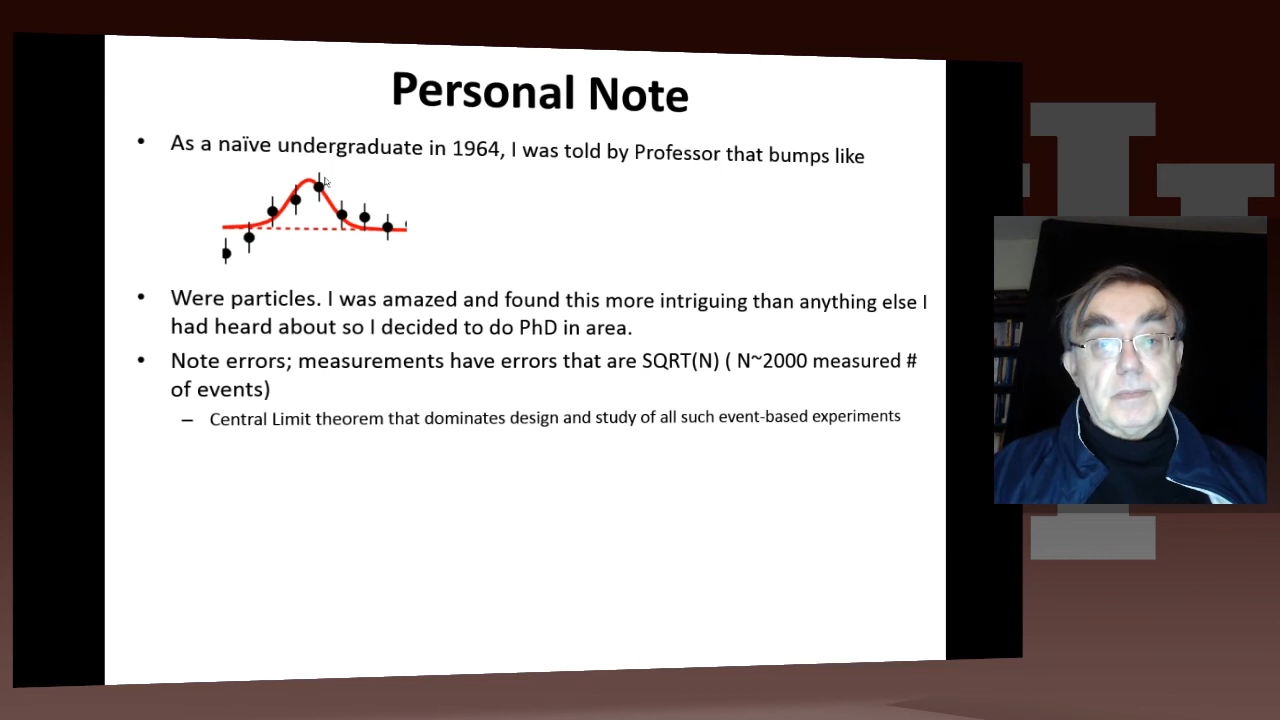 Personal Note
• As a naïve undergraduate in 1964, I was told by Professor that bumps like
• Were particles. I was amazed and found this more intriguing than anything else I
had heard about so I decided to do PhD in area.
• Note errors; measurements have errors that are SQRT(N) ( N~2000 measured #
of events)
– Central Limit theorem that dominates design and study of all such event-based experiments